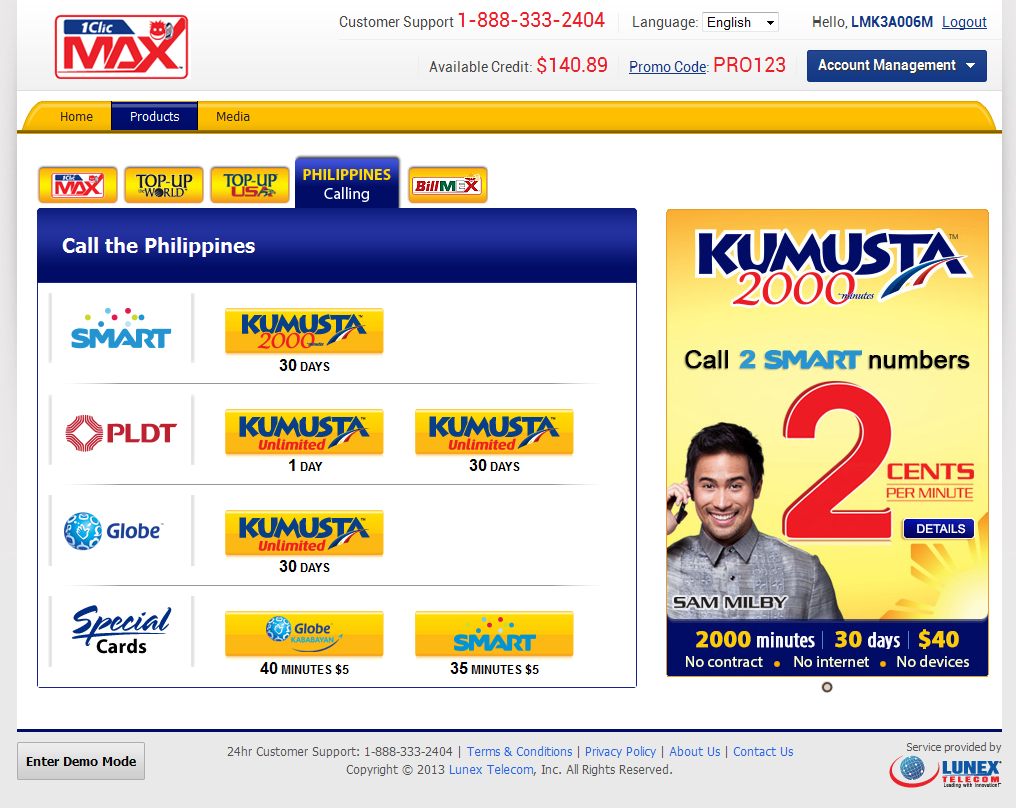 1Clic
MAX
Customer Support 1-888-333-2404
Language: English
Hello, LMK3A006M Logout
Available Credit: $140.89
Promo Code: PRO123
Account Management
Home
Products
Media
1Clic
MAX
TOP-UP
the WORLD
TOP-UP
USA
PHILIPPINES
Calling
BillMEX
Call the Philippines
SMART
KUMUSTA™
2000 minutes
30 DAYS
PLDT
KUMUSTA™
Unlimited
1 DAY
KUMUSTA™
Unlimited
30 DAYS
Globe
KUMUSTA™
Unlimited
30 DAYS
Special
Cards
Globe
KABABAYAN
40 MINUTES $5
SMART
35 MINUTES $5
KUMUSTA™
2000 minutes
Call 2 SMART numbers
2
CENTS
PER MINUTE
DETAILS
SAM MILBY
2000 minutes | 30 days | $40
No contract • No internet • No devices
Enter Demo Mode
24hr Customer Support: 1-888-333-2404 | Terms & Conditions | Privacy Policy | About Us | Contact Us
Copyright © 2013 Lunex Telecom, Inc. All Rights Reserved.
Service provided by
LUNEX
TELECOM
Leading with Innovation!